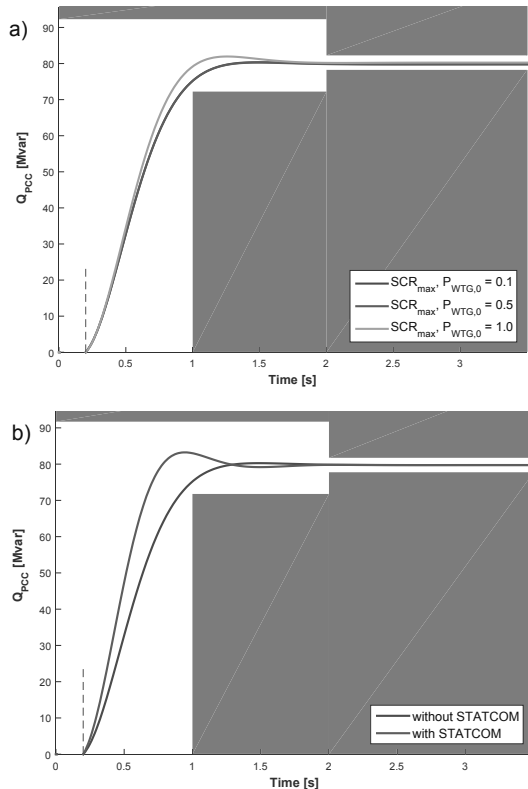 a)
90
80
70
60
50
40
30
20
10
0
Q_PCC [Mvar]
SCR_max, P_WTG,0 = 0.1
SCR_max, P_WTG,0 = 0.5
SCR_max, P_WTG,0 = 1.0
0 0.5 1 1.5 2 2.5 3
Time [s]
b)
90
80
70
60
50
40
30
20
10
0
Q_PCC [Mvar]
without STATCOM
with STATCOM
0 0.5 1 1.5 2 2.5 3
Time [s]